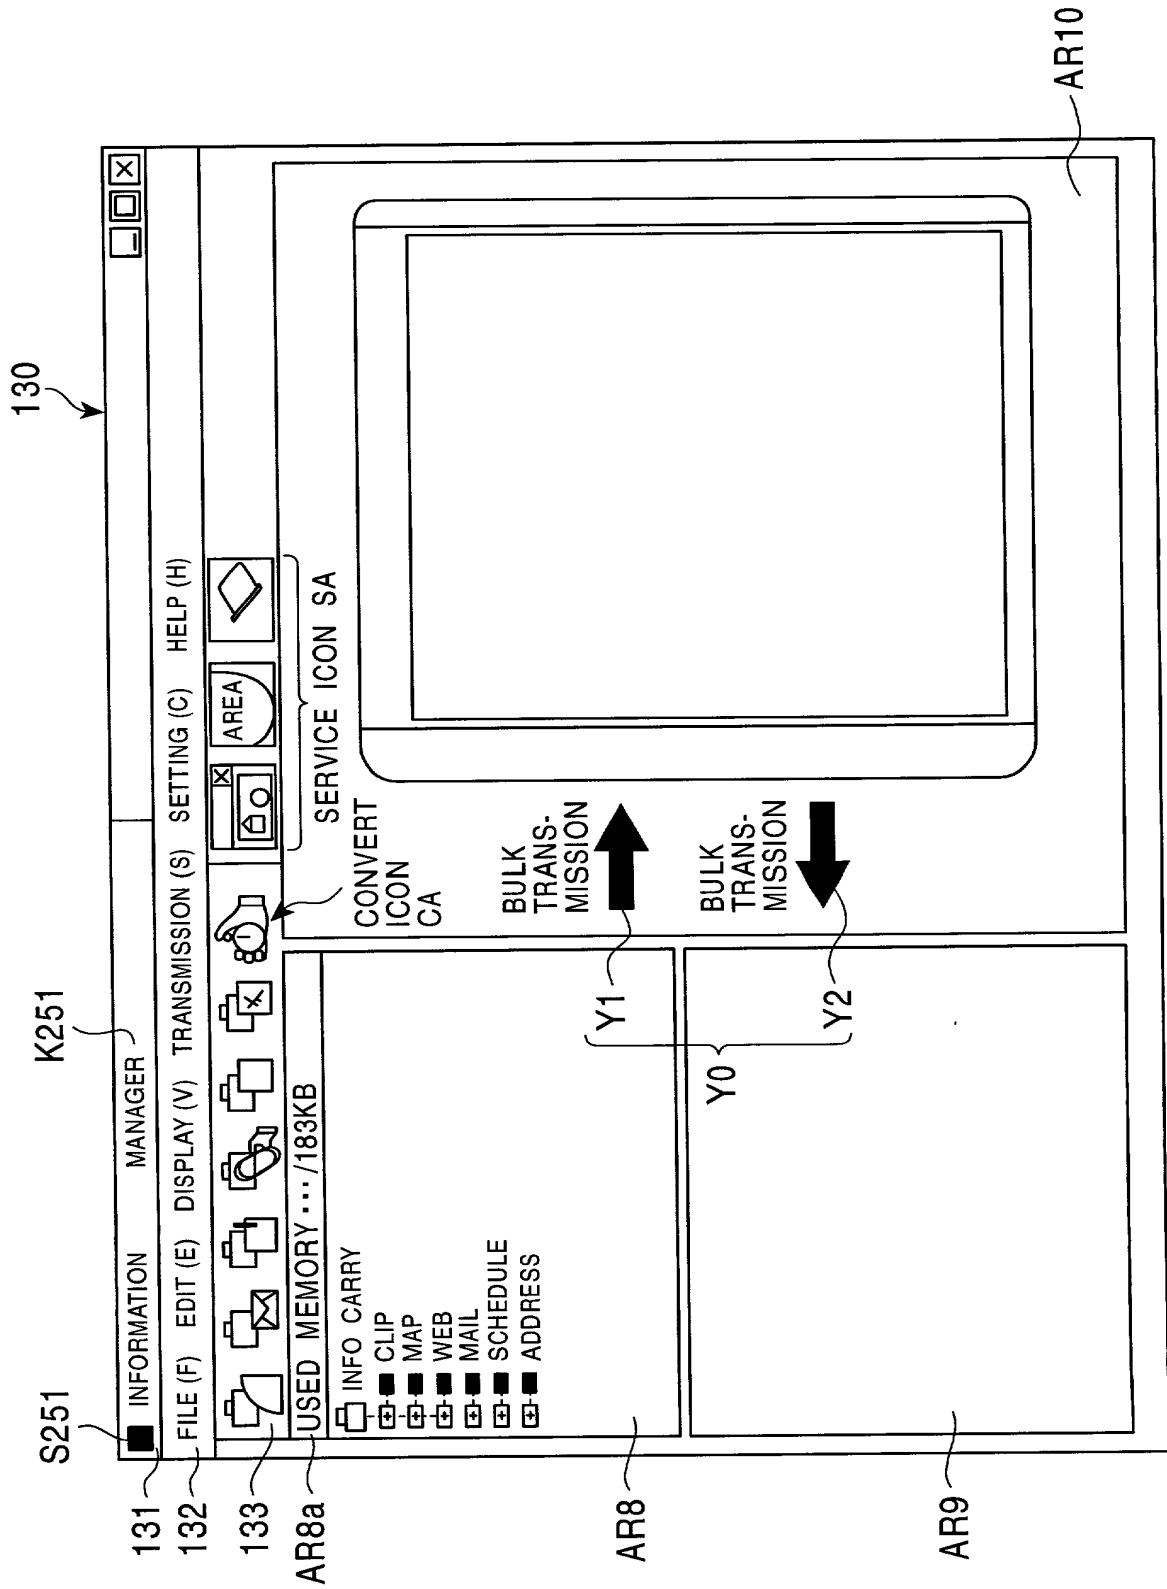 130
S251
K251
131
INFORMATION MANAGER
132
FILE (F) EDIT (E) DISPLAY (V) TRANSMISSION (S) SETTING (C) HELP (H)
133
AREA
AR8a
USED MEMORY ··· /183KB
SERVICE ICON SA
CONVERT
ICON
CA
INFO CARRY
CLIP
MAP
WEB
MAIL
SCHEDULE
ADDRESS
BULK
TRANS-
MISSION
Y1
BULK
TRANS-
MISSION
Y2
Y0
AR8
AR9
AR10